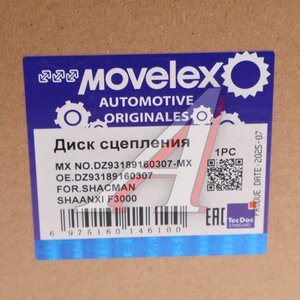 MOVELEX
AUTOMOTIVE
ORIGINALES
Диск сцепления
MX NO.DZ93189160307-MX
1PC
OE.DZ93189160307
FOR.SHACMAN
SHAANXI F3000
EAC
TecDoc
STANDARD
DATE 2025-07
6 975160 146100